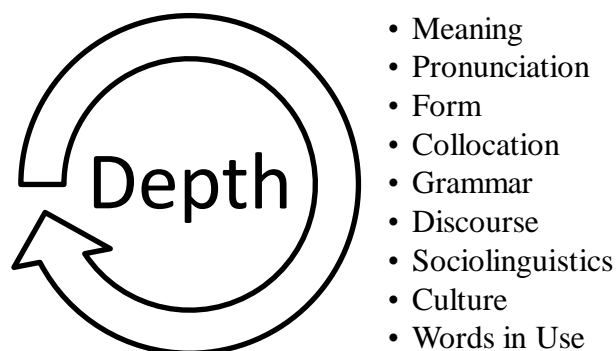 Depth
• Meaning
• Pronunciation
• Form
• Collocation
• Grammar
• Discourse
• Sociolinguistics
• Culture
• Words in Use